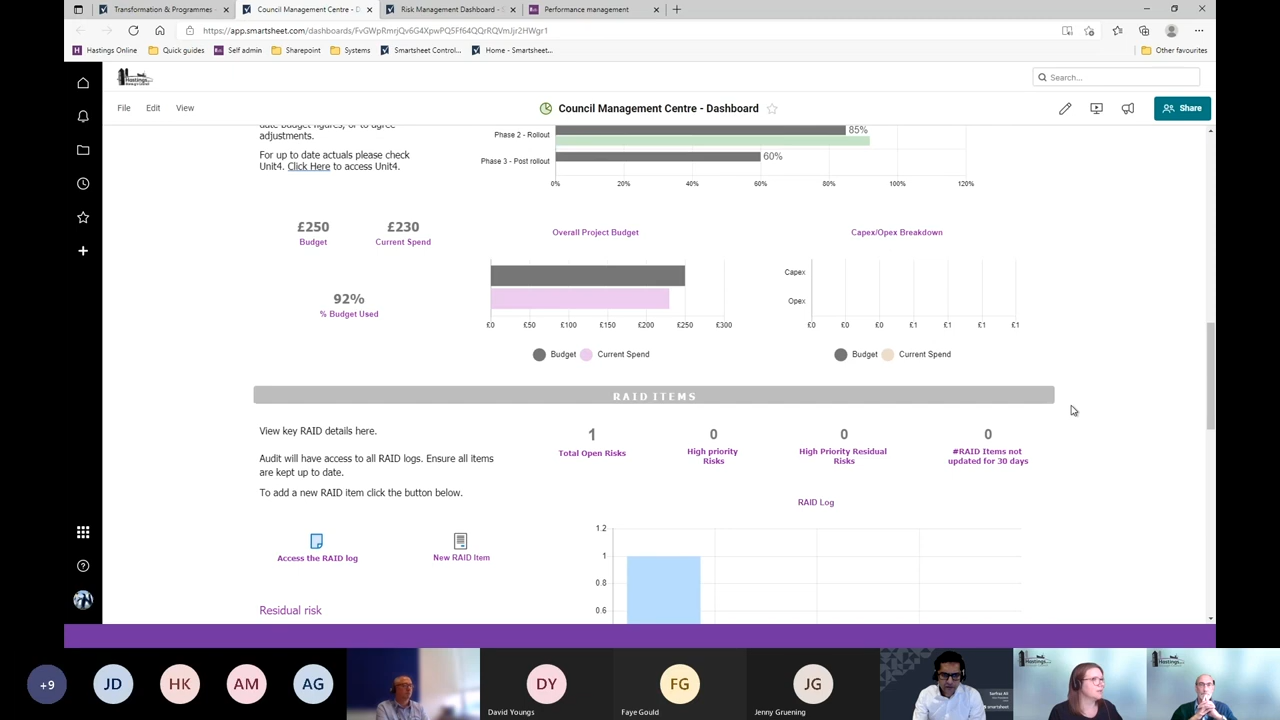 Transformation & Programmes -
Council Management Centre - D
Risk Management Dashboard - S
Performance management
https://app.smartsheet.com/dashboards/FvGWpRmrjQv6G4XpwPQ5Ff64QQrRQVmJjr2HWgr1
Hastings Online
Quick guides
Self admin
Sharepoint
Systems
Smartsheet Control...
Home - Smartsheet...
Other favourites
Hastings
Search...
File
Edit
View
Council Management Centre - Dashboard
Share
date budget figures, or to agree
adjustments.
For up to date actuals please check
Unit4. Click Here to access Unit4.
Phase 2 - Rollout
85%
Phase 3 - Post rollout
60%
0%
20%
40%
60%
80%
100%
120%
£250
Budget
£230
Current Spend
92%
% Budget Used
Overall Project Budget
£0
£50
£100
£150
£200
£250
£300
Budget
Current Spend
Capex/Opex Breakdown
Capex
Opex
£0
£0
£0
£1
£1
£1
£1
Budget
Current Spend
RAID ITEMS
View key RAID details here.
Audit will have access to all RAID logs. Ensure all items
are kept up to date.
To add a new RAID item click the button below.
1
Total Open Risks
0
High priority
Risks
0
High Priority Residual
Risks
0
#RAID Items not
updated for 30 days
Access the RAID log
New RAID Item
RAID Log
1.2
1
0.8
0.6
Residual risk
+9
JD
HK
AM
AG
DY
David Youngs
FG
Faye Gould
JG
Jenny Gruening
Sarfraz Ali
smartsheet
Hastings
Hastings